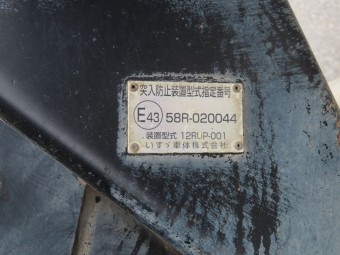 突入防止装置型式指定番号
E43 58R-020044
装置型式 12RUP-001
いすゞ車体株式会社